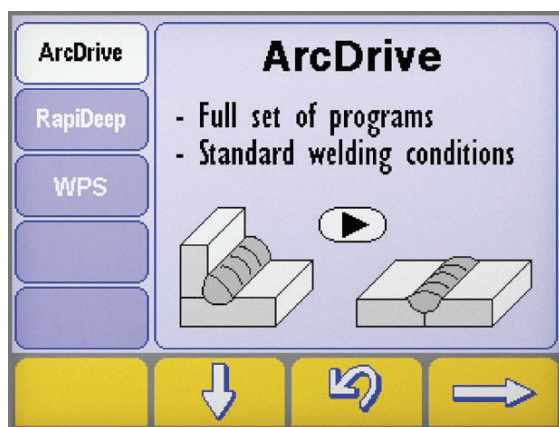 ArcDrive
RapiDeep
WPS
ArcDrive
- Full set of programs
- Standard welding conditions